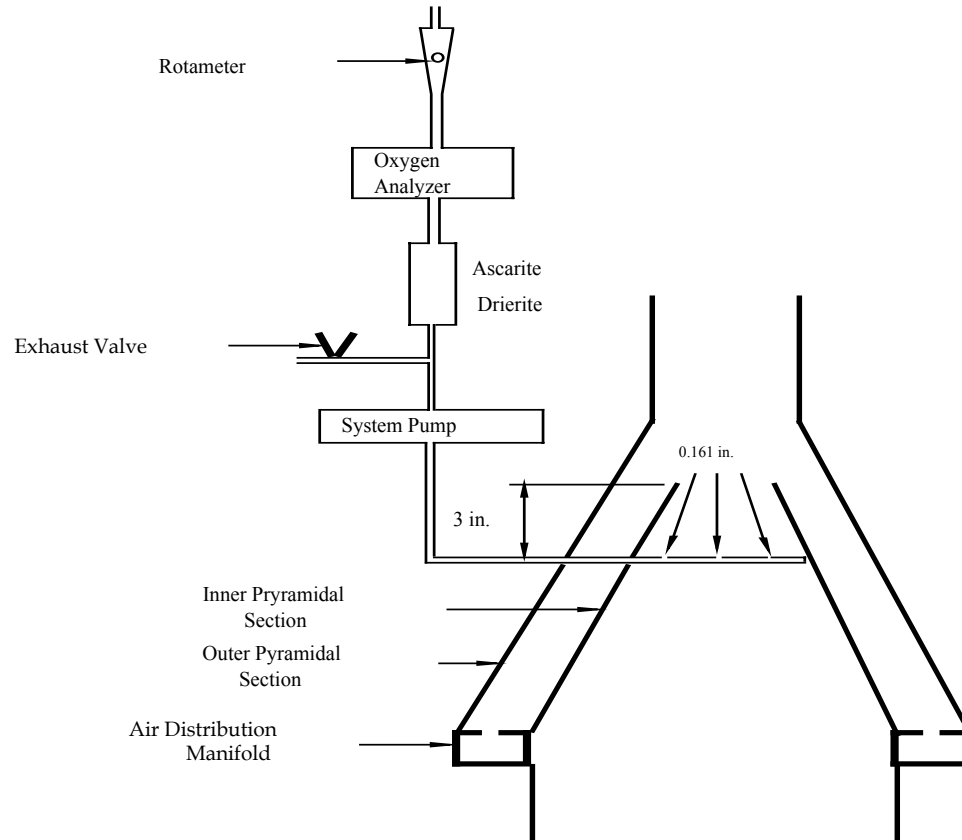 Rotameter
Oxygen
Analyzer
Ascarite
Drierite
Exhaust Valve
System Pump
0.161 in.
3 in.
Inner Pryramidal
Section
Outer Pyramidal
Section
Air Distribution
Manifold